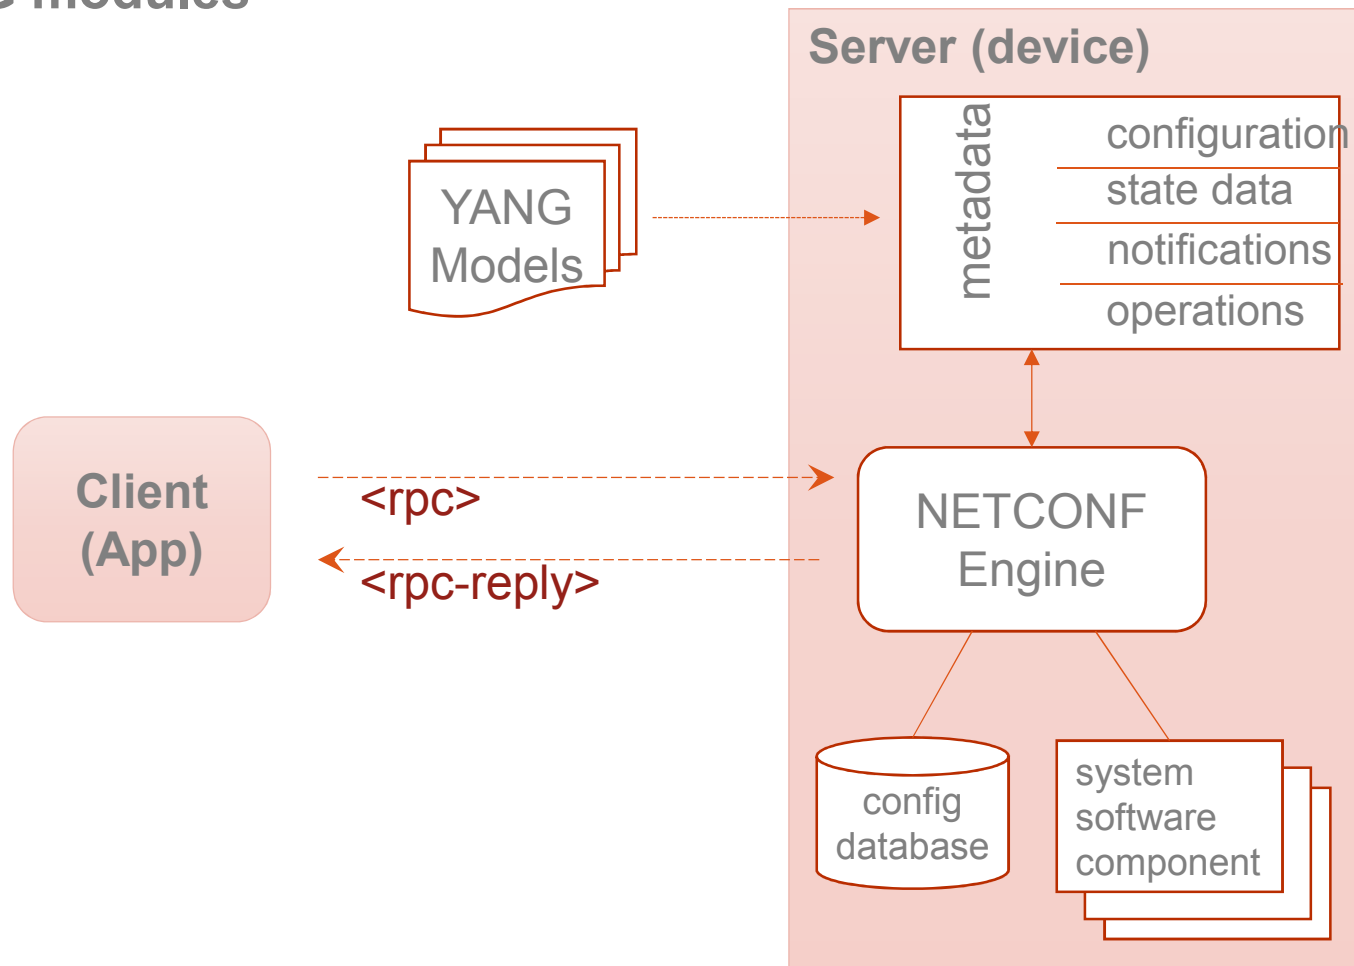 modules
Server (device)
metadata
configuration
state data
notifications
operations
YANG
Models
Client
(App)
<rpc>
<rpc-reply>
NETCONF
Engine
config
database
system
software
component